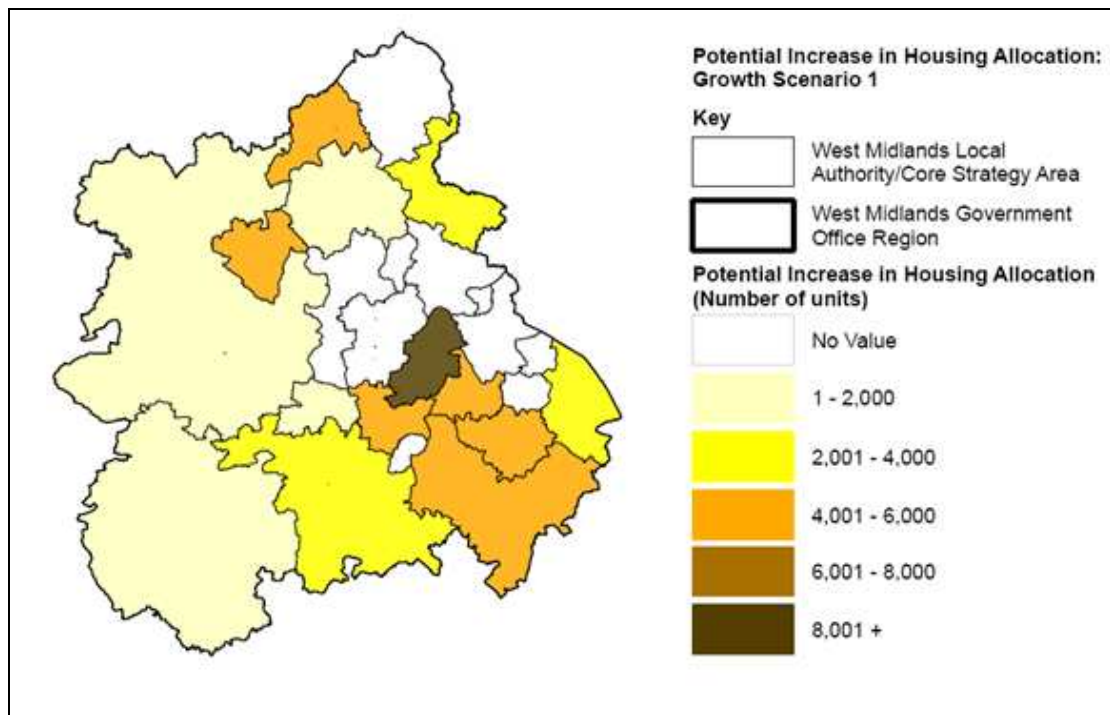 Potential Increase in Housing Allocation:
Growth Scenario 1
Key
West Midlands Local
Authority/Core Strategy Area
West Midlands Government
Office Region
Potential Increase in Housing Allocation
(Number of units)
No Value
1 - 2,000
2,001 - 4,000
4,001 - 6,000
6,001 - 8,000
8,001 +